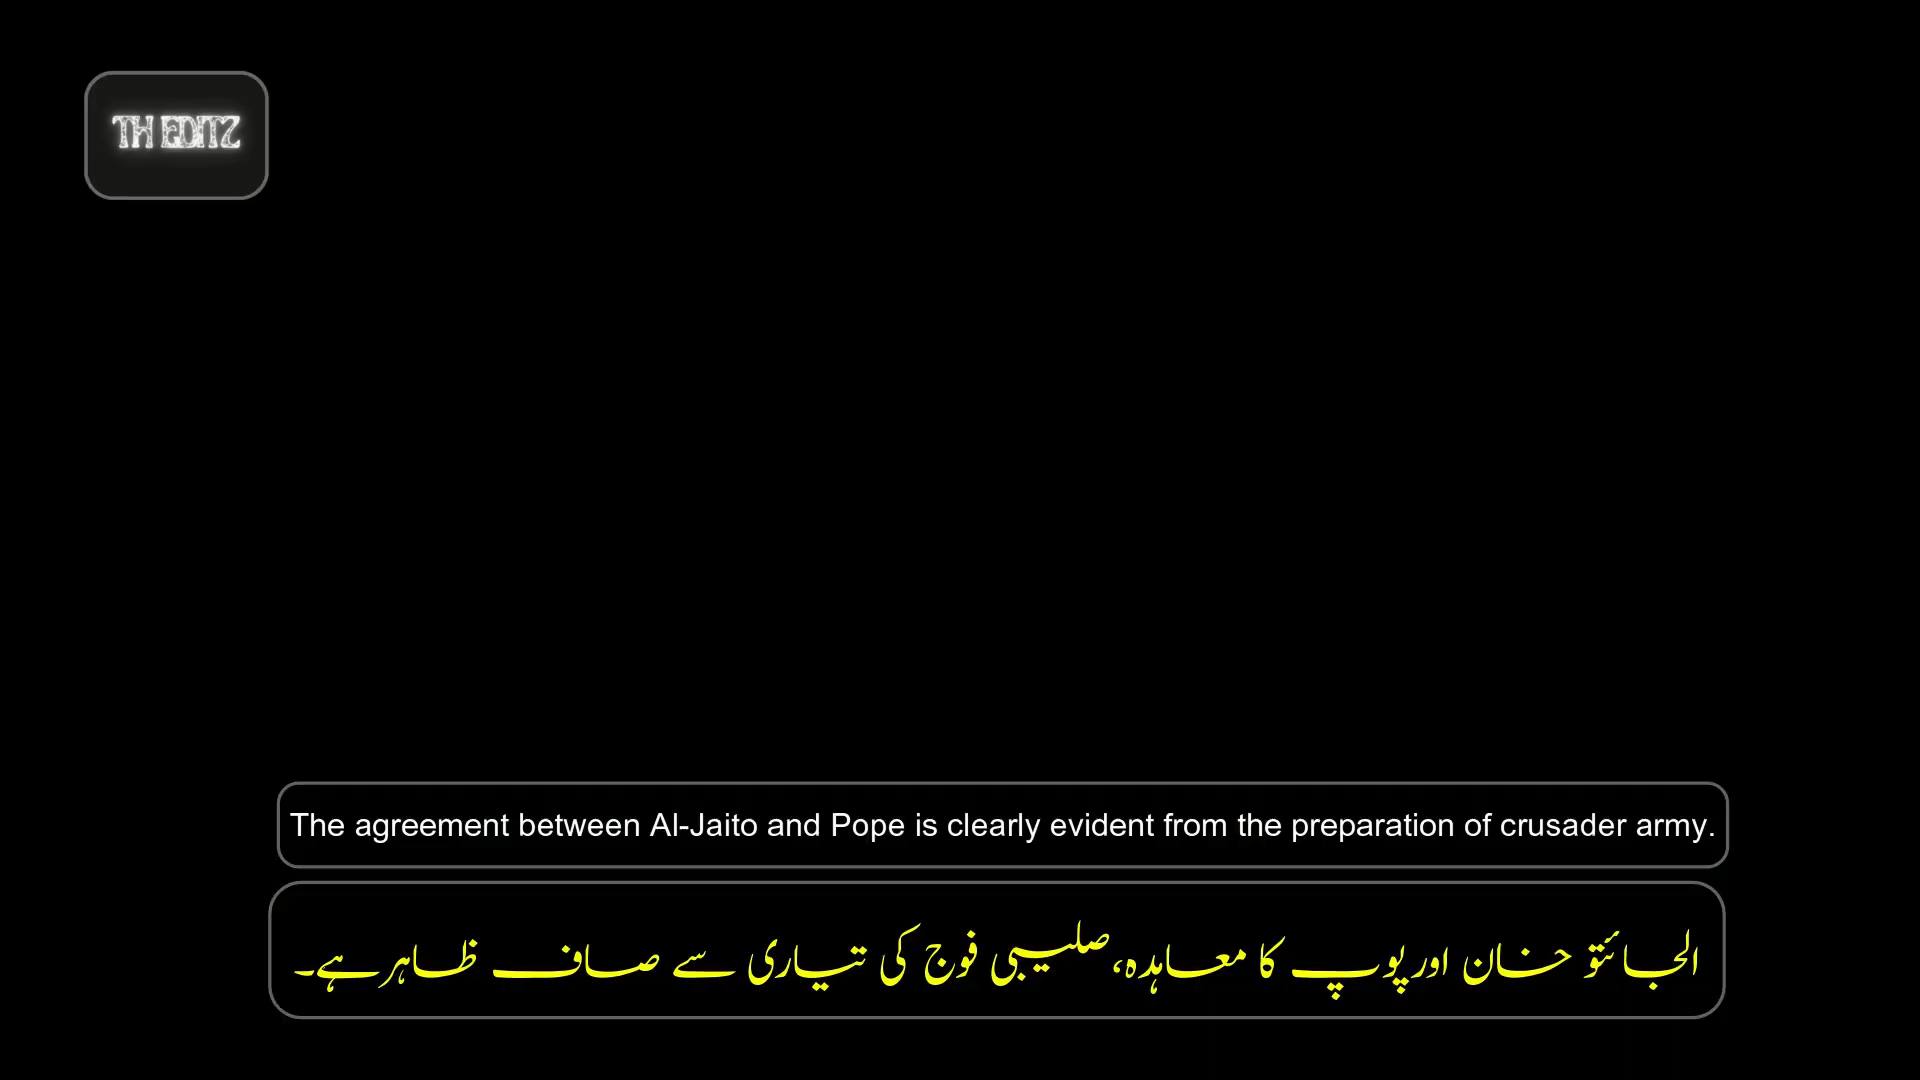 TH EDITZ
The agreement between Al-Jaito and Pope is clearly evident from the preparation of crusader army.
الجائتو خان اور پوپ کا معاہدہ، صلیبی فوج کی تیاری سے صاف ظاہر ہے۔